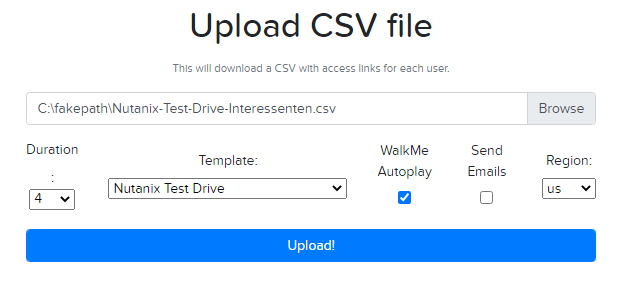 Upload CSV file
This will download a CSV with access links for each user.
C:\fakepath\Nutanix-Test-Drive-Interessenten.csv Browse
Duration
:
4
Template:
Nutanix Test Drive
WalkMe
Autoplay
Send
Emails
Region:
us
Upload!